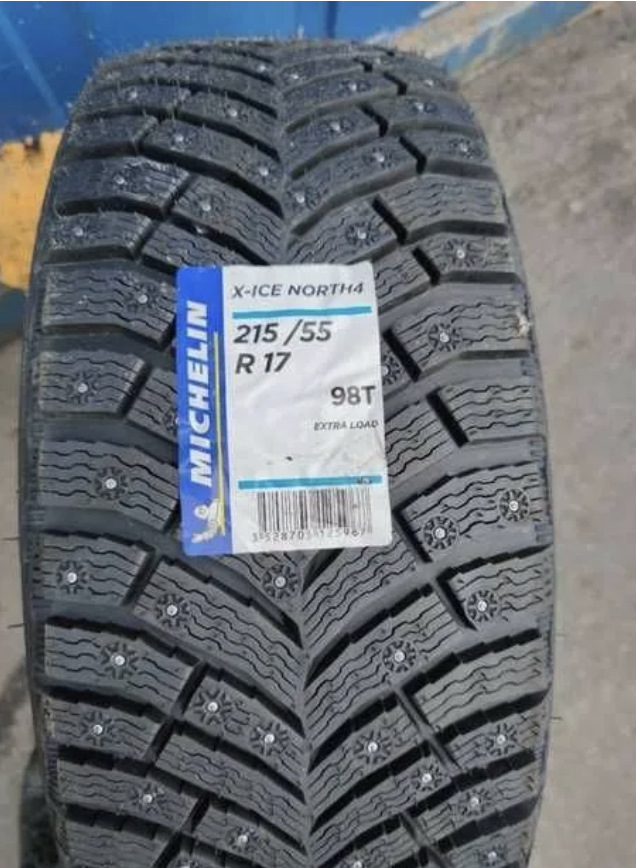 X-ICE NORTH4
215 /55
R 17
98T
EXTRA LOAD
MICHELIN